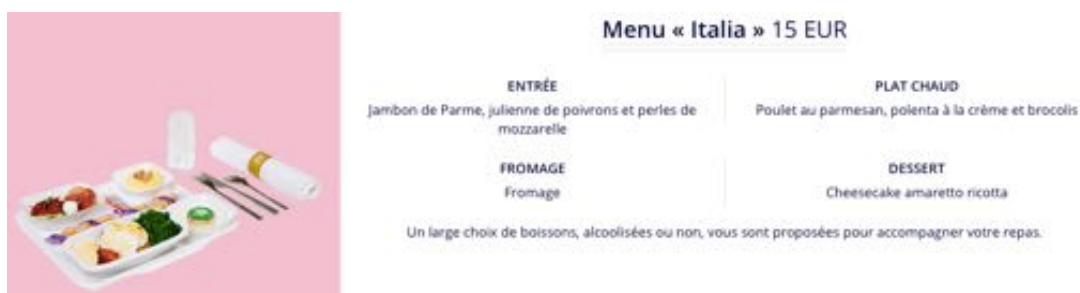 Menu « Italia » 15 EUR
ENTRÉE
Jambon de Parme, julienne de poivrons et perles de
mozzarelle
PLAT CHAUD
Poulet au parmesan, polenta à la crème et brocolis
FROMAGE
Fromage
DESSERT
Cheesecake amaretto ricotta
Un large choix de boissons, alcoolisées ou non, vous sont proposées pour accompagner votre repas.